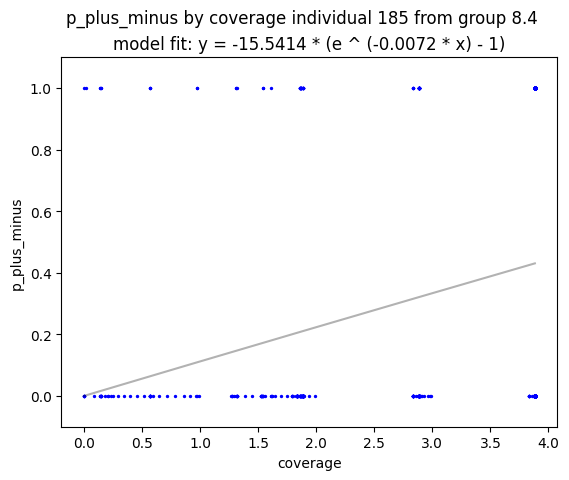 p_plus_minus by coverage individual 185 from group 8.4
model fit: y = -15.5414 * (e ^ (-0.0072 * x) - 1)
1.0
0.8
0.6
0.4
0.2
0.0
p_plus_minus
0.0 0.5 1.0 1.5 2.0 2.5 3.0 3.5 4.0
coverage